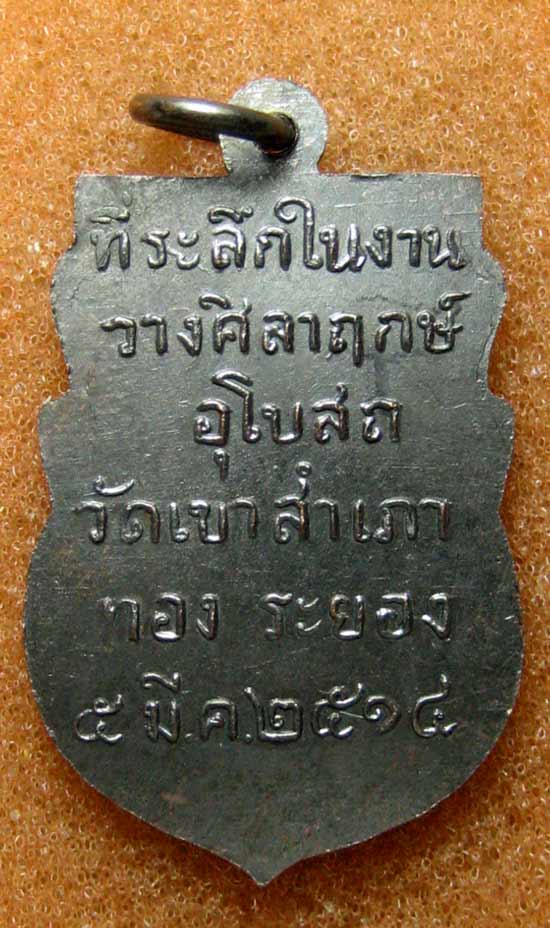 ที่ระลึกในงาน
วางศิลาฤกษ์
อุโบสถ
วัดเขาสำเภา
ทอง ระยอง
๕ มี.ค.๒๕๑๔